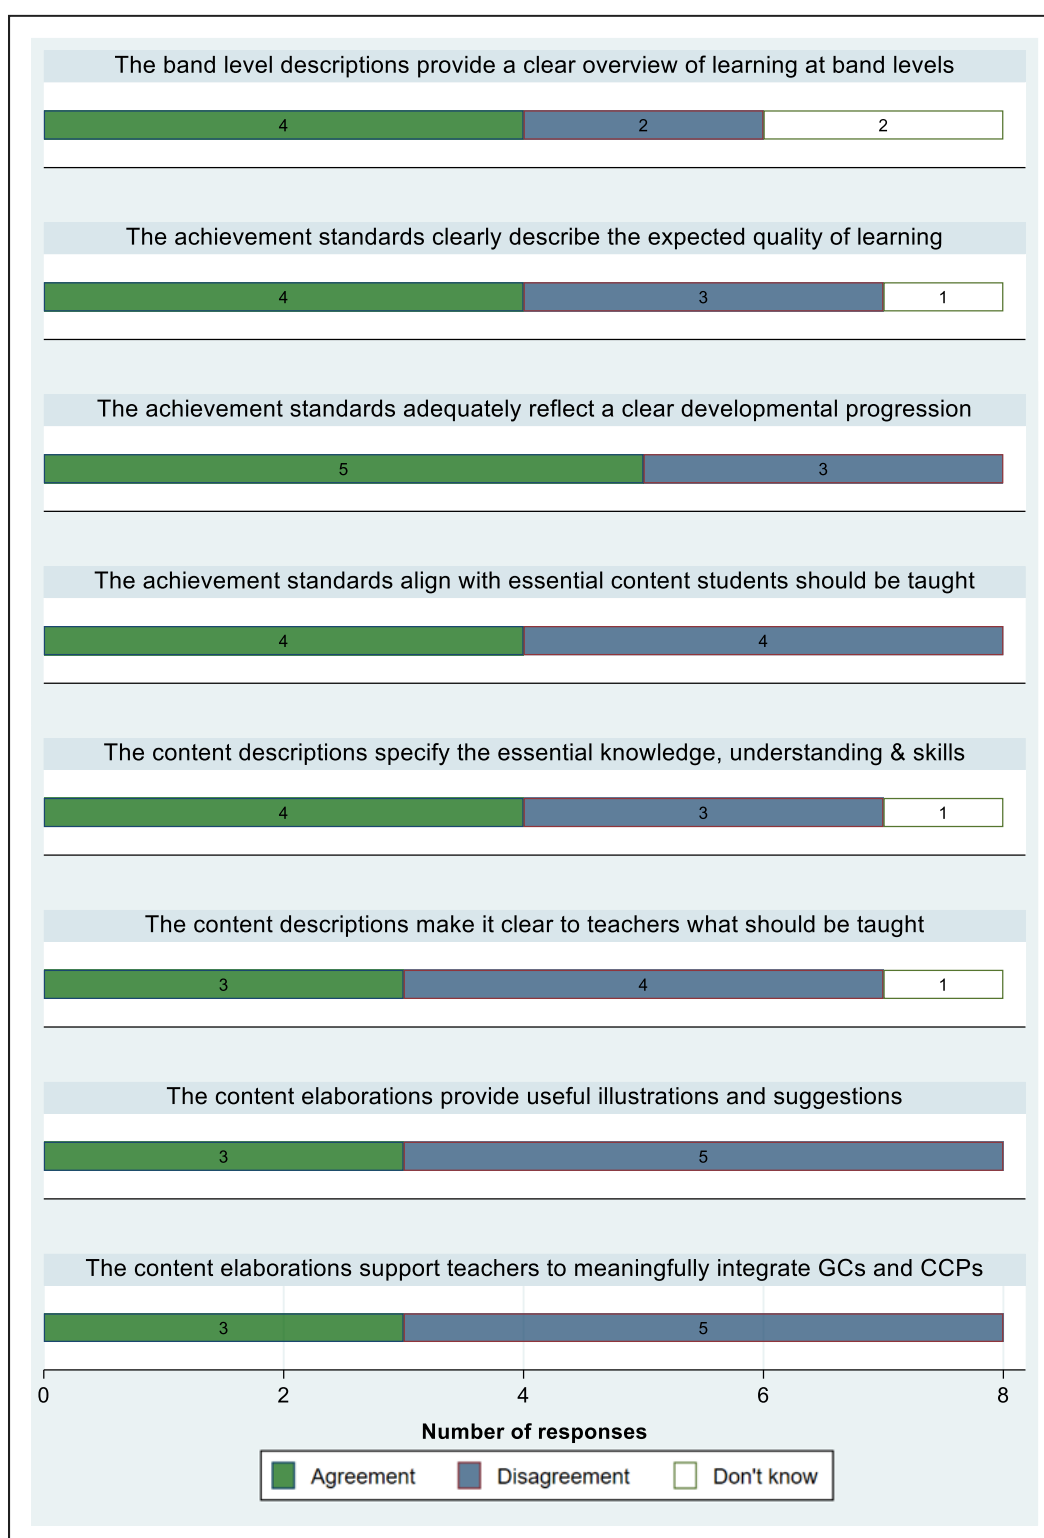 The band level descriptions provide a clear overview of learning at band levels
4 2 2
The achievement standards clearly describe the expected quality of learning
4 3 1
The achievement standards adequately reflect a clear developmental progression
5 3
The achievement standards align with essential content students should be taught
4 4
The content descriptions specify the essential knowledge, understanding & skills
4 3 1
The content descriptions make it clear to teachers what should be taught
3 4 1
The content elaborations provide useful illustrations and suggestions
3 5
The content elaborations support teachers to meaningfully integrate GCs and CCPs
3 5
0 2 4 6 8
Number of responses
Agreement Disagreement Don't know